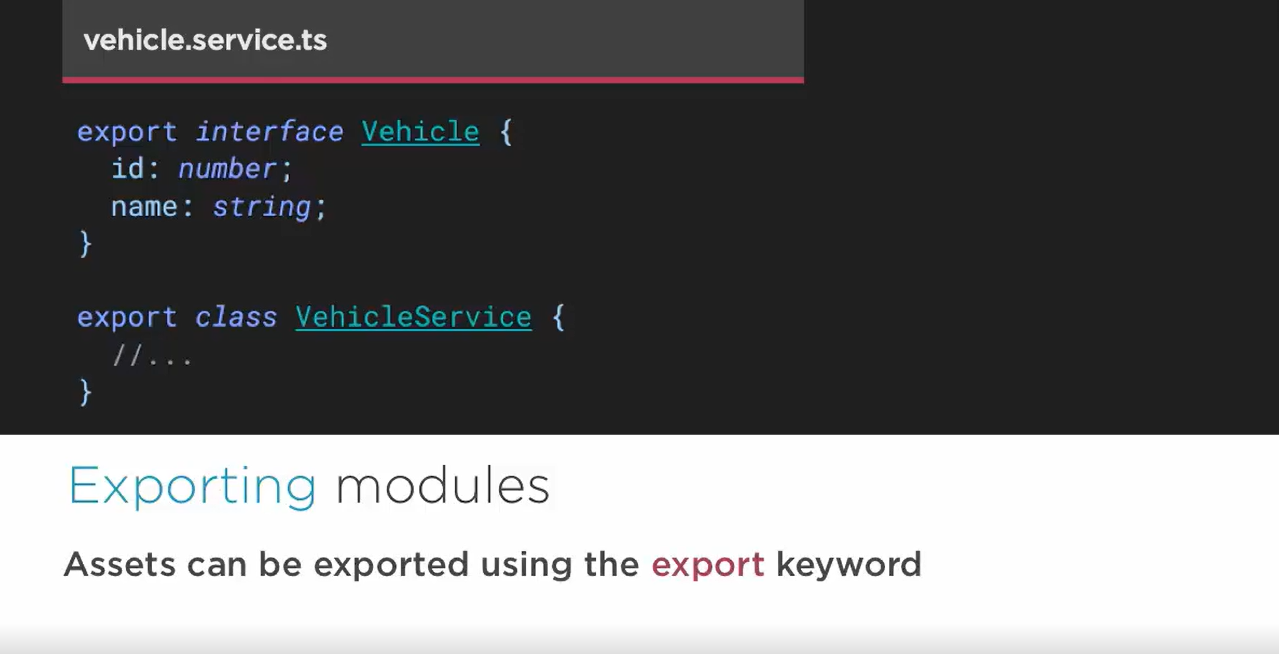 vehicle.service.ts
export interface Vehicle {
  id: number;
  name: string;
}
export class VehicleService {
  //...
}
Exporting modules
Assets can be exported using the export keyword